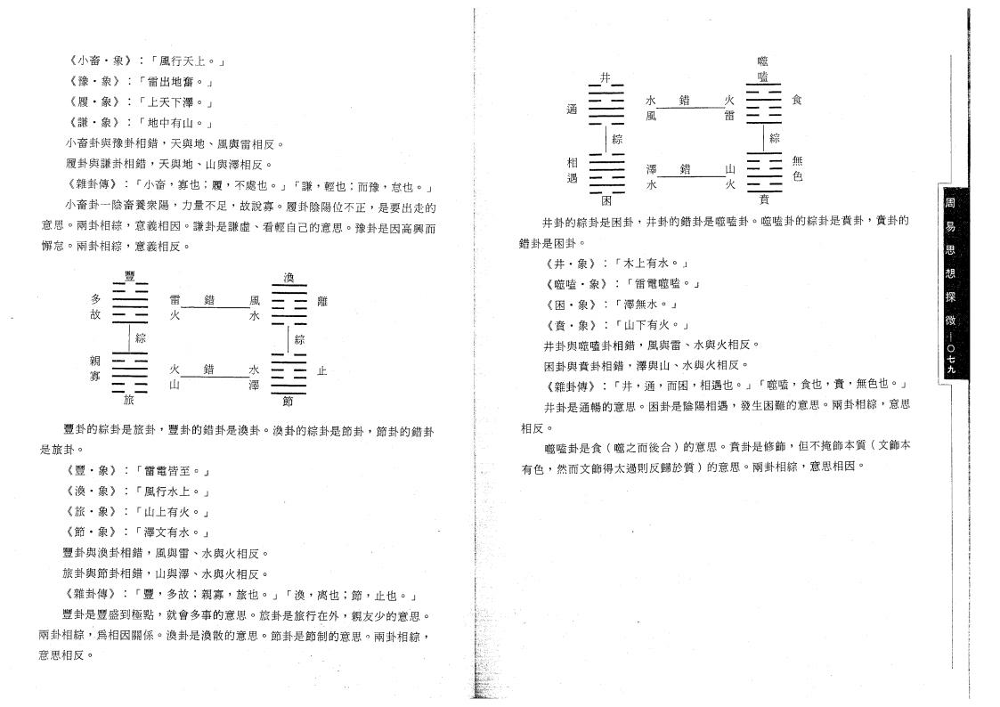 《小畜·象》：「風行天上。」
《豫·象》：「雷出地奮。」
《履·象》：「上天下澤。」
《謙·象》：「地中有山。」
小畜卦與豫卦相錯，天與地、風與雷相反。
履卦與謙卦相錯，天與地、山與澤相反。
《雜卦傳》：「小畜，寡也；履，不處也。」「謙，輕也；而豫，怠也。」
小畜卦一陰畜養衆陽，力量不足，故說寡。履卦陰陽位不正，是要出走的
意思。兩卦相綜，意義相因。謙卦是謙虛、看輕自己的意思。豫卦是因高興而
懈怠。兩卦相綜，意義相反。
豐 渙
多故 雷火 錯 風水 離
綜 綜
親寡 火山 錯 水澤 止
旅 節
豐卦的綜卦是旅卦，豐卦的錯卦是渙卦。渙卦的綜卦是節卦，節卦的錯卦
是旅卦。
《豐·象》：「雷電皆至。」
《渙·象》：「風行水上。」
《旅·象》：「山上有火。」
《節·象》：「澤文有水。」
豐卦與渙卦相錯，風與雷、水與火相反。
旅卦與節卦相錯，山與澤、水與火相反。
《雜卦傳》：「豐，多故；親寡，旅也。」「渙，离也；節，止也。」
豐卦是豐盛到極點，就會多事的意思。旅卦是旅行在外，親友少的意思。
兩卦相綜，爲相因關係。渙卦是渙散的意思。節卦是節制的意思。兩卦相綜，
意思相反。
井 噬嗑
通 水風 錯 火雷 食
綜 綜
相遇 澤水 錯 山火 無色
困 賁
井卦的綜卦是困卦，井卦的錯卦是噬嗑卦。噬嗑卦的綜卦是賁卦，賁卦的
錯卦是困卦。
《井·象》：「木上有水。」
《噬嗑·象》：「雷電噬嗑。」
《困·象》：「澤無水。」
《賁·象》：「山下有火。」
井卦與噬嗑卦相錯，風與雷、水與火相反。
困卦與賁卦相錯，澤與山、水與火相反。
《雜卦傳》：「井，通，而困，相遇也。」「噬嗑，食也，賁，無色也。」
井卦是通暢的意思。困卦是陰陽相遇，發生困難的意思。兩卦相綜，意思
相反。
噬嗑卦是食（噬之而後合）的意思。賁卦是修飾，但不掩飾本質（文飾本
有色，然而文飾得太過則反歸於質）的意思。兩卦相綜，意思相因。
周易思想探微—〇七九